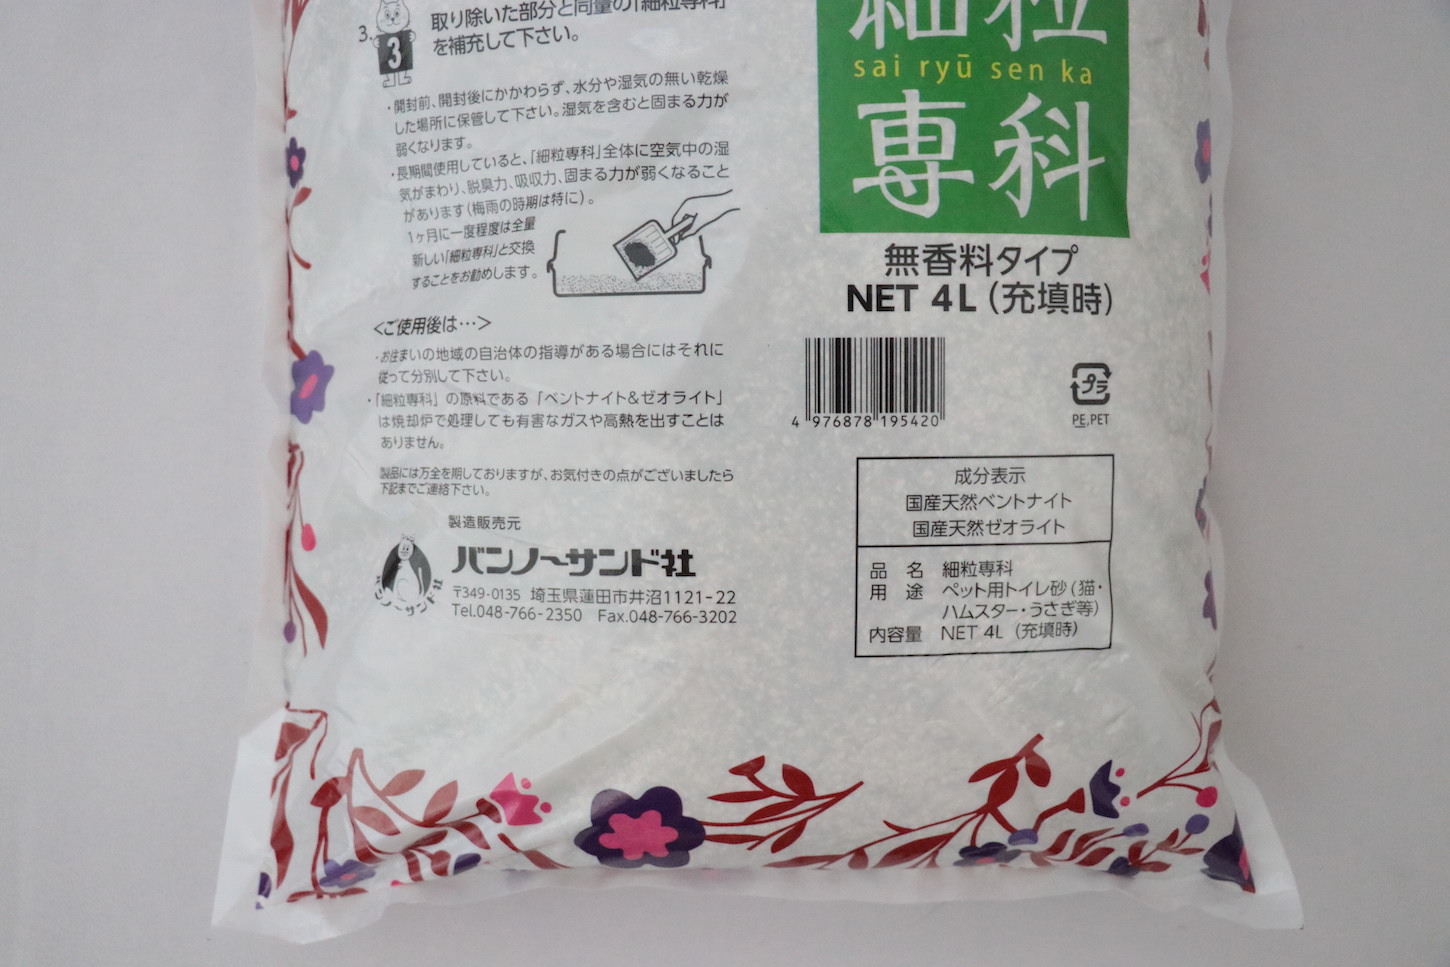 3.
3
取り除いた部分と同量の「細粒専科」
を補充して下さい。
・開封前、開封後にかかわらず、水分や湿気の無い乾燥
した場所に保管して下さい。湿気を含むと固まる力が
弱くなります。
・長期間使用していると、「細粒専科」全体に空気中の湿
気がまわり、脱臭力、吸収力、固まる力が弱くなること
があります(梅雨の時期は特に)。
1ヶ月に一度程度は全量
新しい「細粒専科」と交換
することをお勧めします。
<ご使用後は…>
・お住まいの地域の自治体の指導がある場合にはそれに
従って分別して下さい。
・「細粒専科」の原料である「ベントナイト&ゼオライト」
は焼却炉で処理しても有害なガスや高熱を出すことは
ありません。
製品には万全を期しておりますが、お気付きの点がございましたら
下記までご連絡下さい。
製造販売元
バンノーサンド社
バンノーサンド社
〒349-0135 埼玉県蓮田市井沼1121-22
Tel.048-766-2350 Fax.048-766-3202
細粒
sai ryū sen ka
専科
無香料タイプ
NET 4L(充填時)
4 976878 195420
プラ
PE,PET
成分表示
国産天然ベントナイト
国産天然ゼオライト
品 名 細粒専科
用 途 ペット用トイレ砂(猫・
ハムスター・うさぎ等)
内容量 NET 4L (充填時)